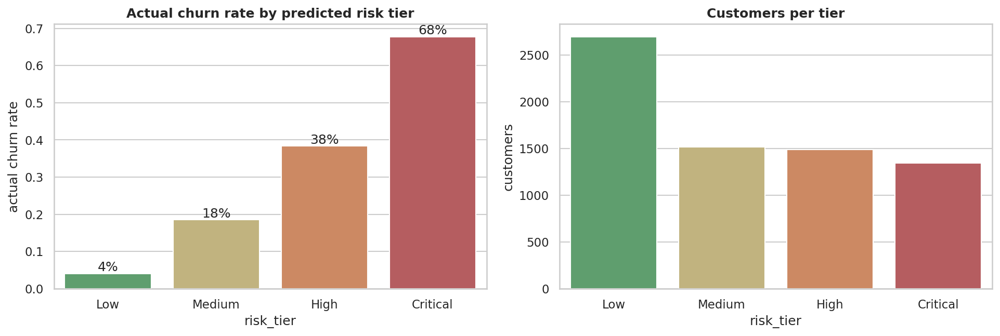 Actual churn rate by predicted risk tier
0.7
0.6
0.5
0.4
0.3
0.2
0.1
0.0
actual churn rate
4%
18%
38%
68%
Low Medium High Critical
risk_tier
Customers per tier
2500
2000
1500
1000
500
0
customers
Low Medium High Critical
risk_tier